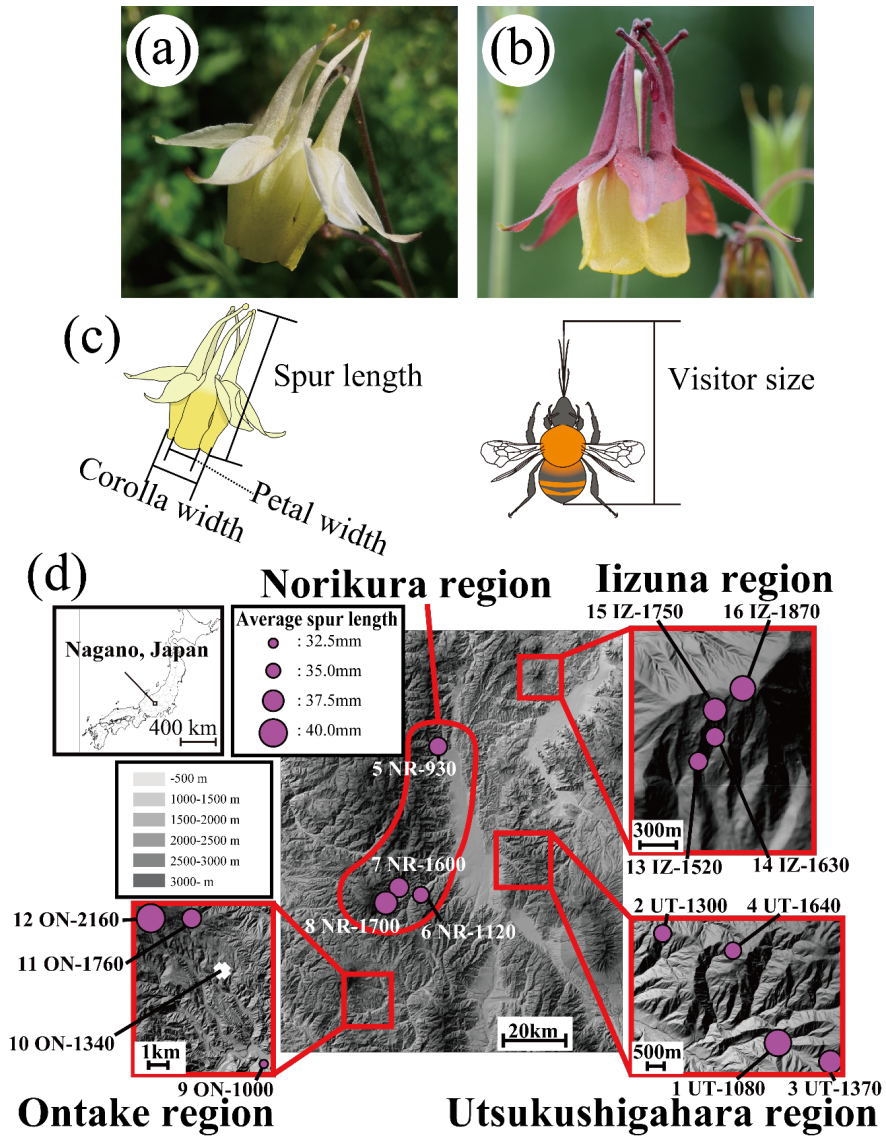 (a)
(b)
(c)
Spur length
Corolla width
Petal width
Visitor size
(d)
Norikura region
Iizuna region
15 IZ-1750
16 IZ-1870
Nagano, Japan
400 km
Average spur length
: 32.5mm
: 35.0mm
: 37.5mm
: 40.0mm
5 NR-930
-500 m
1000-1500 m
1500-2000 m
2000-2500 m
2500-3000 m
3000- m
300m
13 IZ-1520
14 IZ-1630
7 NR-1600
8 NR-1700
6 NR-1120
12 ON-2160
11 ON-1760
10 ON-1340
1km
9 ON-1000
20km
2 UT-1300
4 UT-1640
500m
1 UT-1080
3 UT-1370
Ontake region
Utsukushigahara region